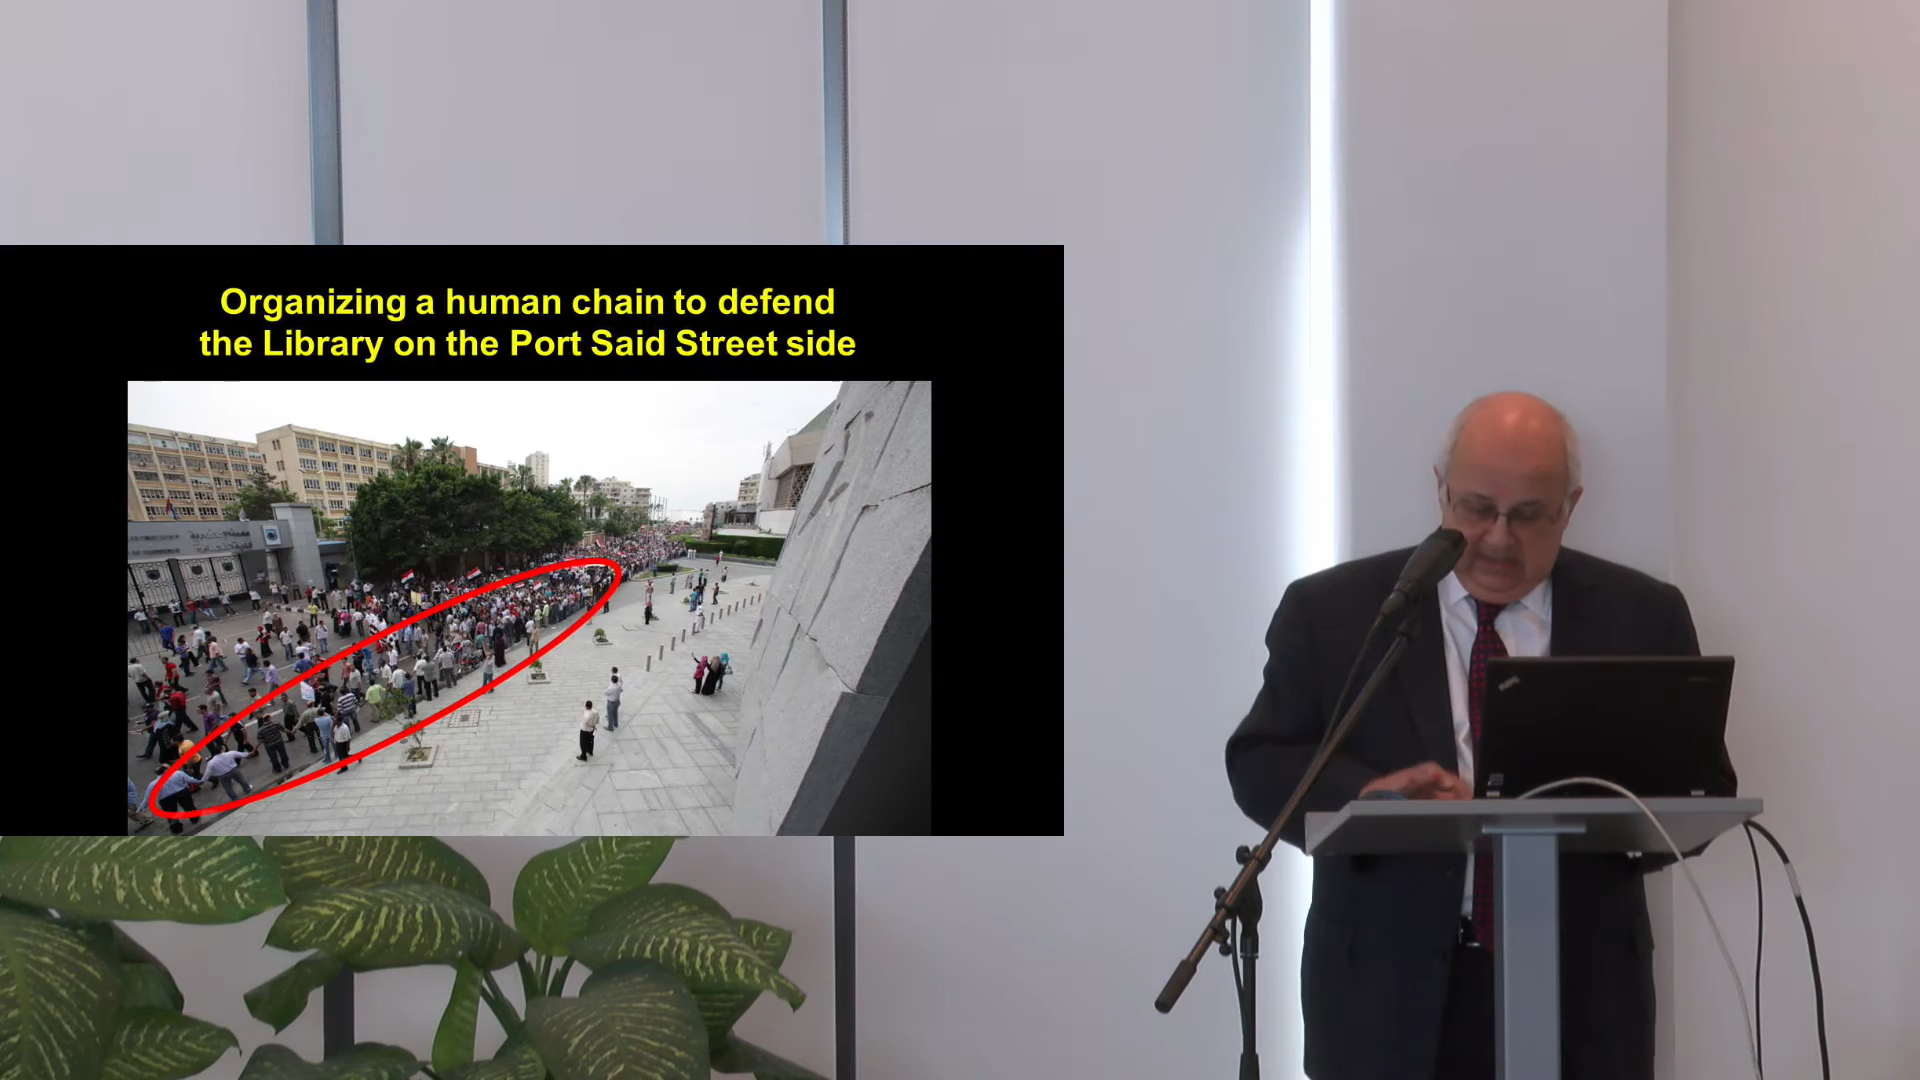 Organizing a human chain to defend
the Library on the Port Said Street side